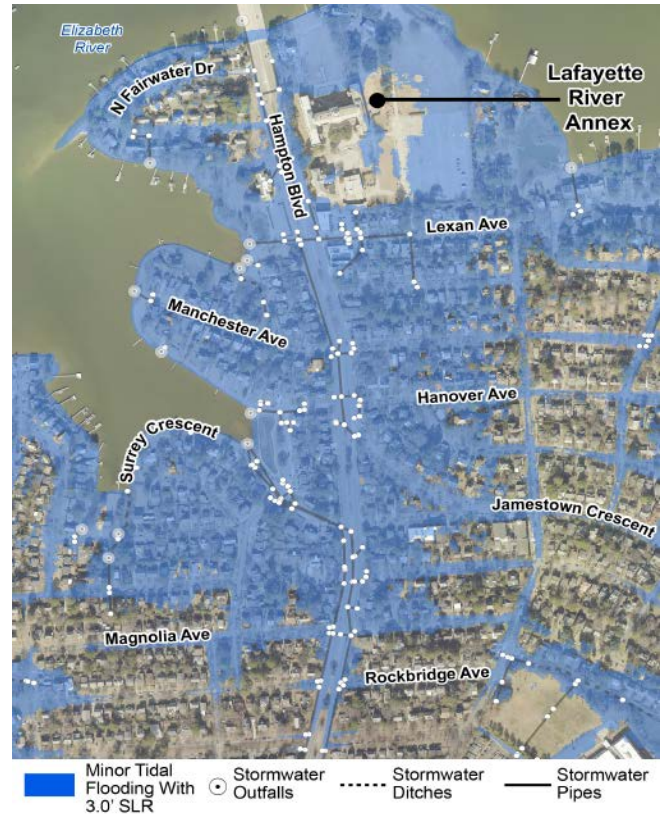 Elizabeth
River
N Fairwater Dr
Hampton Blvd
Lafayette
River
Annex
Lexan Ave
Manchester Ave
Hanover Ave
Surrey Crescent
Jamestown Crescent
Magnolia Ave
Rockbridge Ave
Minor Tidal
Flooding With
3.0' SLR
Stormwater
Outfalls
Stormwater
Ditches
Stormwater
Pipes